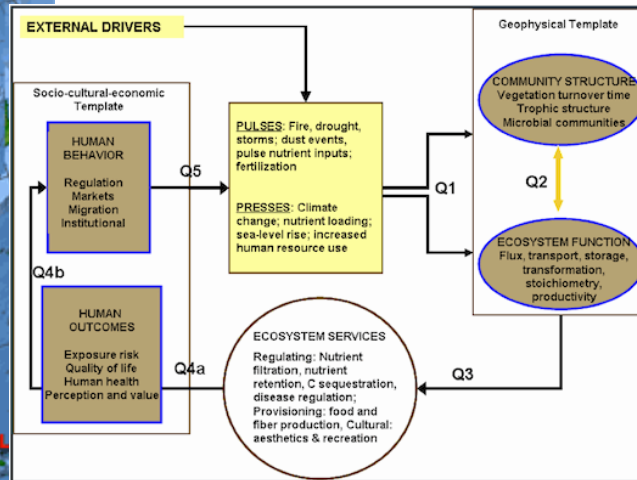 EXTERNAL DRIVERS
Geophysical Template
Socio-cultural-economic
Template
HUMAN
BEHAVIOR
Regulation
Markets
Migration
Institutional
Q5
PULSES: Fire, drought,
storms; dust events,
pulse nutrient inputs;
fertilization
PRESSES: Climate
change; nutrient loading;
sea-level rise; increased
human resource use
Q1
COMMUNITY STRUCTURE
Vegetation turnover time
Trophic structure
Microbial communities
Q2
ECOSYSTEM FUNCTION
Flux, transport, storage,
transformation,
stoichiometry,
productivity
Q4b
HUMAN
OUTCOMES
Exposure risk
Quality of life
Human health
Perception and value
Q4a
ECOSYSTEM SERVICES
Regulating: Nutrient
filtration, nutrient
retention, C sequestration,
disease regulation;
Provisioning: food and
fiber production, Cultural:
aesthetics & recreation
Q3